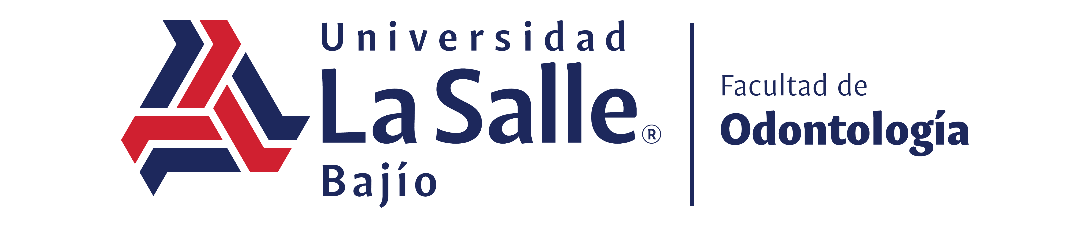 Universidad
La Salle®
Bajío
Facultad de
Odontología